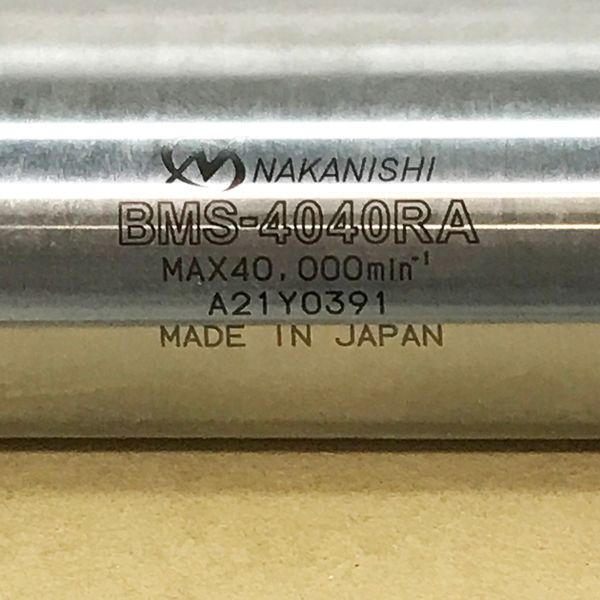 NAKANISHI
BMS-4040RA
MAX40,000min⁻¹
A21Y0391
MADE IN JAPAN